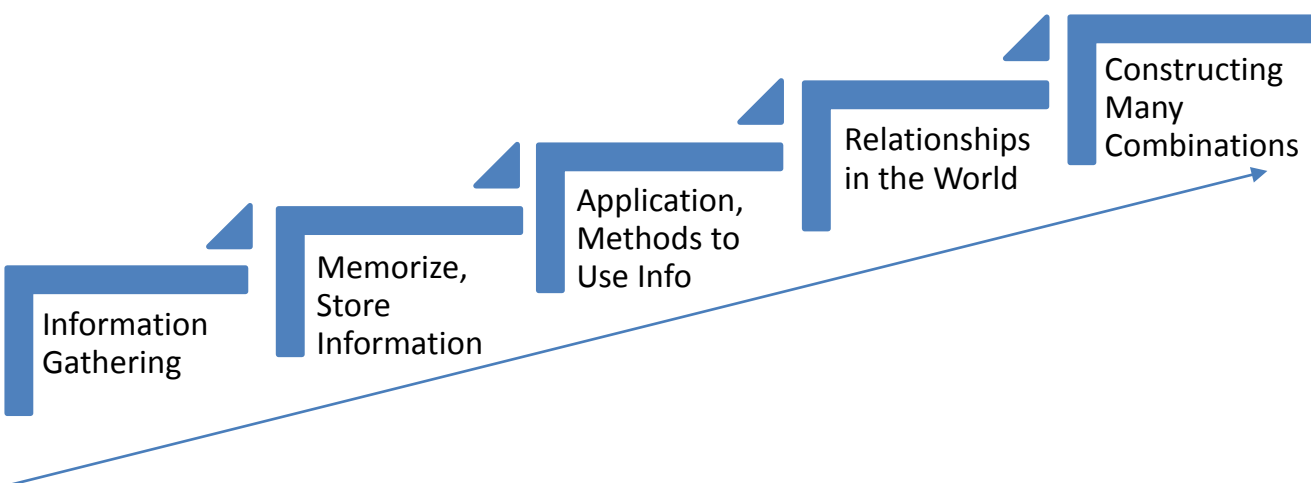 Information
Gathering
Memorize,
Store
Information
Application,
Methods to
Use Info
Relationships
in the World
Constructing
Many
Combinations